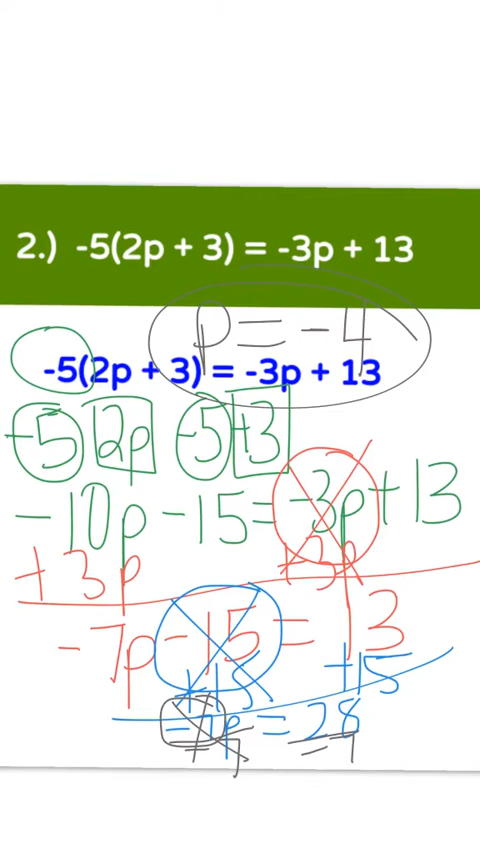 2.) -5(2p + 3) = -3p + 13
p = -4
-5(2p + 3) = -3p + 13
-5 2p -5 +3
-10p -15 = -3p + 13
+3p +3p
-7p -15 = 13
+15 +15
-7p = 28
-7 -7